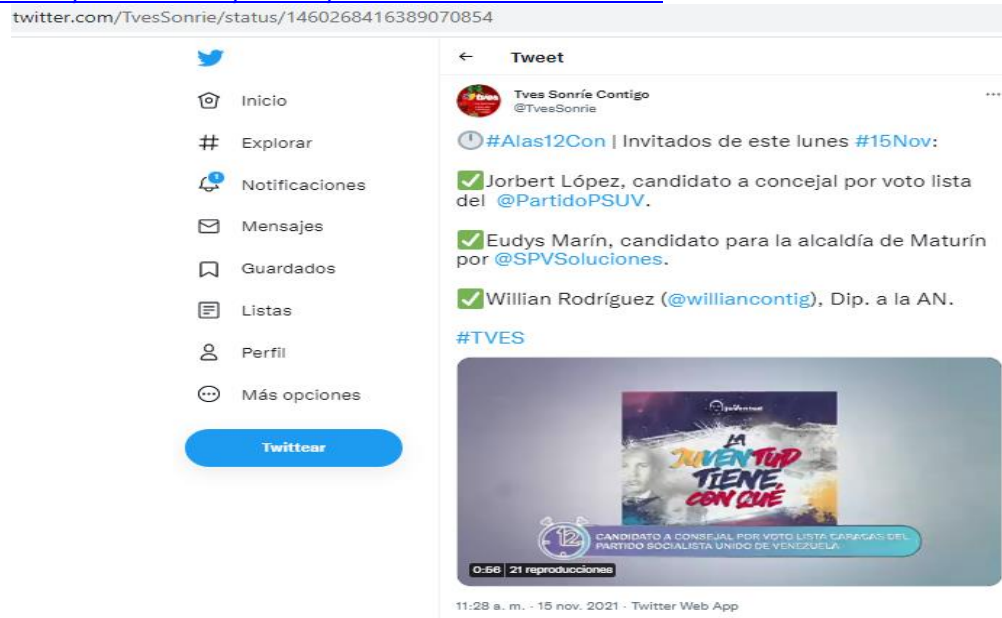 twitter.com/TvesSonrie/status/1460268416389070854
Tweet
Inicio
Explorar
Notificaciones
1
Mensajes
Guardados
Listas
Perfil
Más opciones
Twittear
Tves Sonríe Contigo
@TvesSonrie
#Alas12Con | Invitados de este lunes #15Nov:
Jorbert López, candidato a concejal por voto lista
del @PartidoPSUV.
Eudys Marín, candidato para la alcaldía de Maturín
por @SPVSoluciones.
Willian Rodríguez (@williancontig), Dip. a la AN.
#TVES
LA
JUVENTUD
TIENE
CON QUÉ
12
CANDIDATO A CONSEJAL POR VOTO LISTA CARACAS DEL
PARTIDO SOCIALISTA UNIDO DE VENEZUELA
0:56 21 reproducciones
11:28 a. m. · 15 nov. 2021 · Twitter Web App